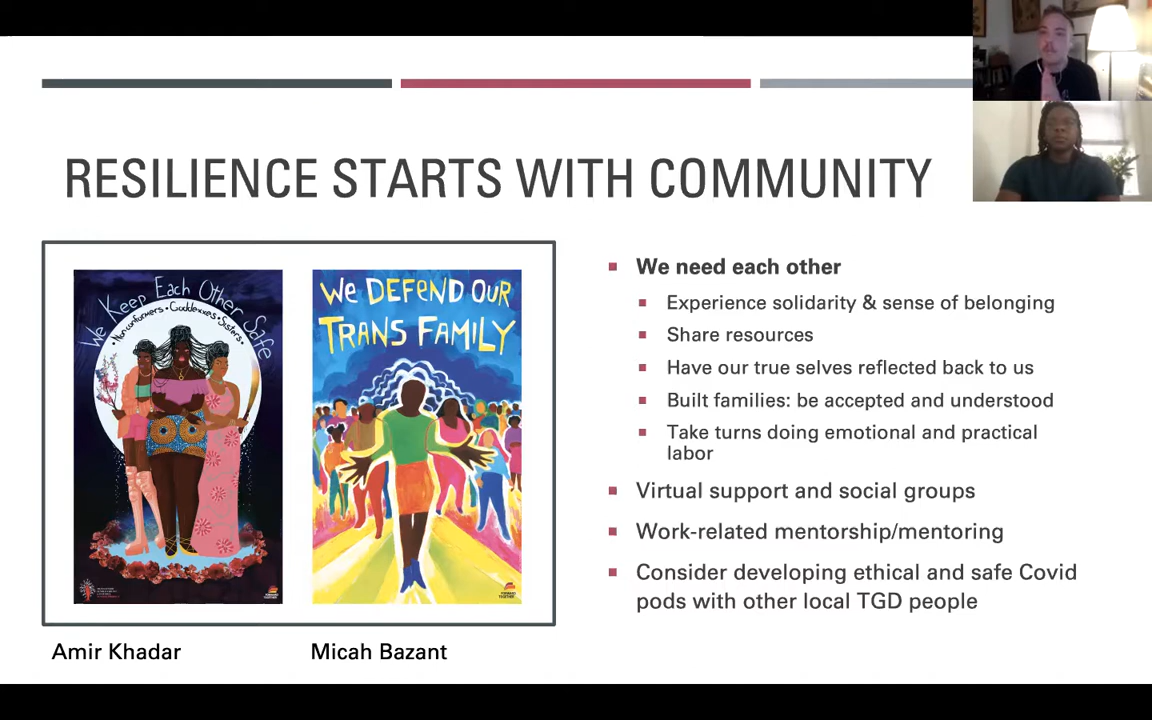 RESILIENCE STARTS WITH COMMUNITY
We Keep Each Other Safe
• Nonconformers • Goddexxes • Sisters •
We DEFeND OUR
TRANS FAMILY
FORWARD
TOGETHER
Amir Khadar
Micah Bazant
We need each other
Experience solidarity & sense of belonging
Share resources
Have our true selves reflected back to us
Built families: be accepted and understood
Take turns doing emotional and practical
labor
Virtual support and social groups
Work-related mentorship/mentoring
Consider developing ethical and safe Covid
pods with other local TGD people